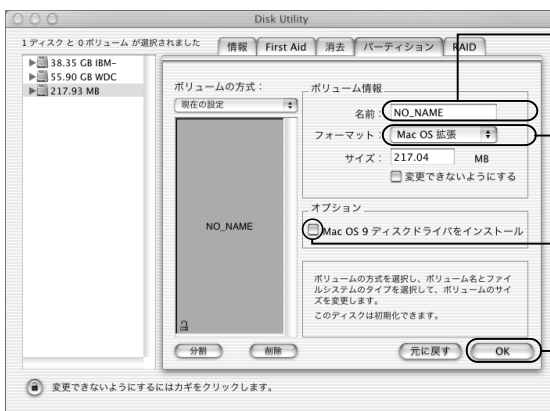 Disk Utility
1 ディスク と 0 ボリューム が選択されました
情報
First Aid
消去
パーティション
RAID
38.35 GB IBM-
55.90 GB WDC
217.93 MB
ボリュームの方式：
現在の設定
NO_NAME
分割
削除
ボリューム情報
名前： NO_NAME
フォーマット： Mac OS 拡張
サイズ： 217.04 MB
変更できないようにする
オプション
Mac OS 9 ディスクドライバをインストール
ボリュームの方式を選択し、ボリューム名とファイ
ルシステムのタイプを選択して、ボリュームのサイ
ズを変更します。
このディスクは初期化できます。
元に戻す
OK
変更できないようにするにはカギをクリックします。